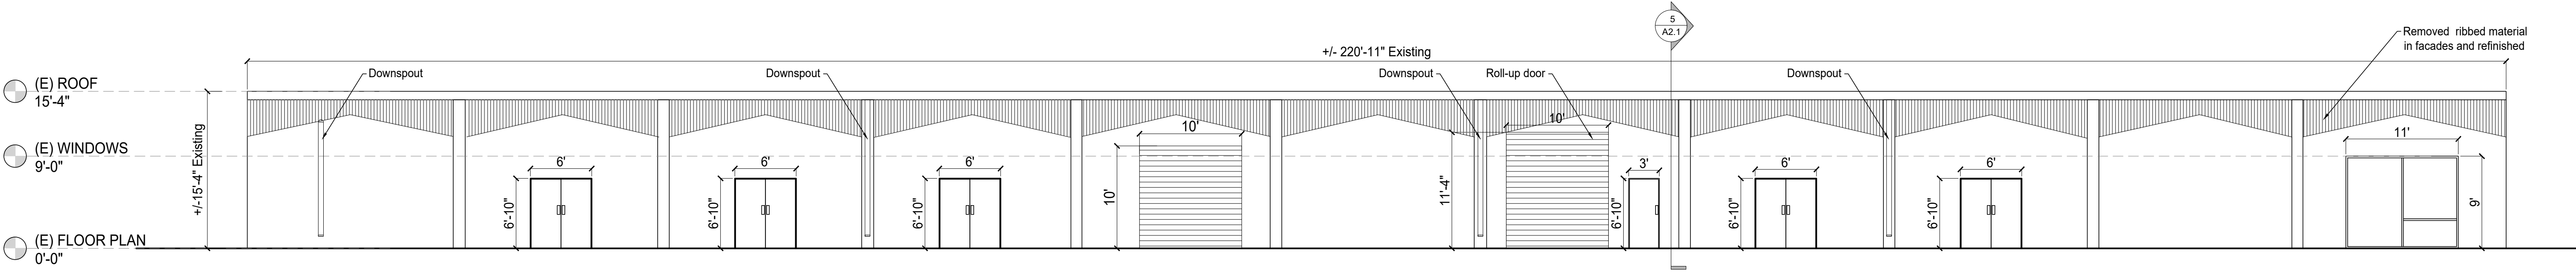 5
A2.1
Removed  ribbed material
in facades and refinished
+/- 220'-11" Existing
(E) ROOF
15'-4"
Downspout
Downspout
Downspout
Roll-up door
Downspout
+/-15'-4" Existing
(E) WINDOWS
9'-0"
10'
10'
11'
6'
6'
6'
3'
6'
6'
6'-10"
6'-10"
6'-10"
10'
11'-4"
6'-10"
6'-10"
6'-10"
9'
(E) FLOOR PLAN
0'-0"